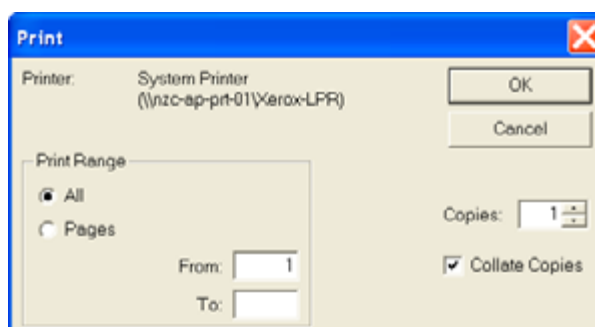 Print
Printer: System Printer
(\\nzc-ap-prt-01\Xerox-LPR)
OK
Cancel
Print Range
All
Pages
From: 1
To:
Copies: 1
Collate Copies